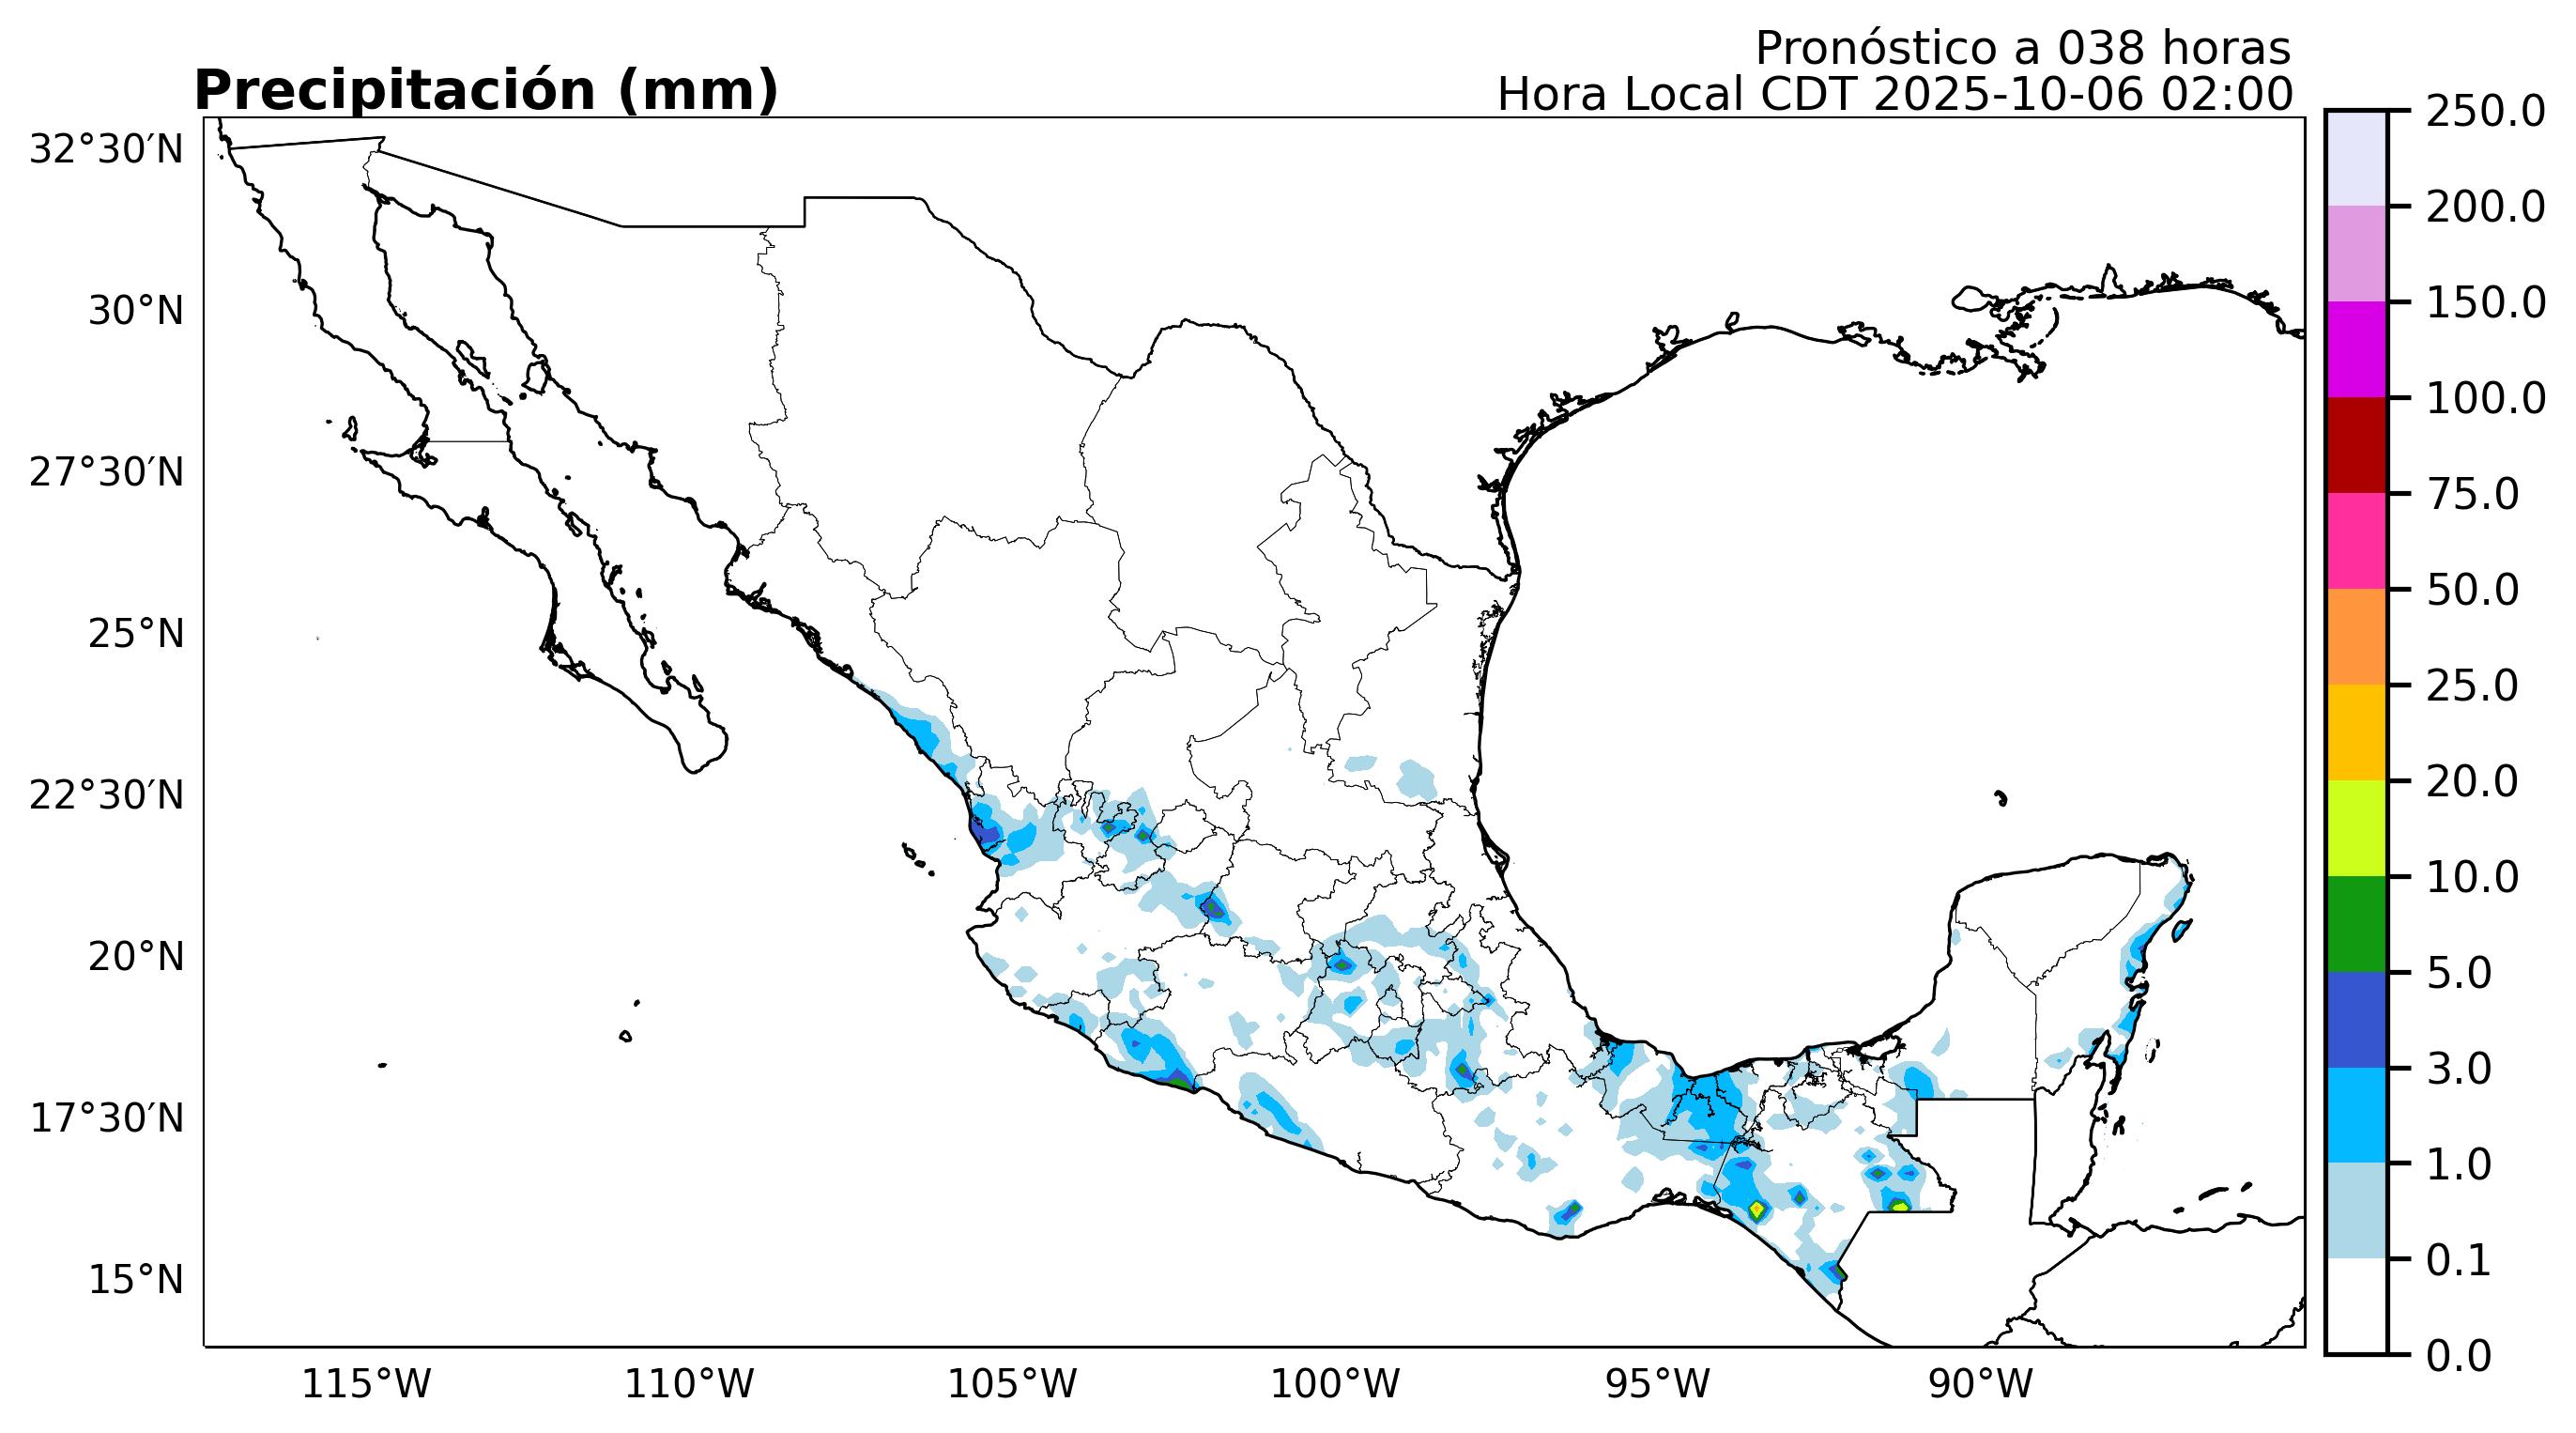 Pronóstico a 038 horas
Precipitación (mm)
Hora Local CDT 2025-10-06 02:00
32°30′N
30°N
27°30′N
25°N
22°30′N
20°N
17°30′N
15°N
115°W
110°W
105°W
100°W
95°W
90°W
250.0
200.0
150.0
100.0
75.0
50.0
25.0
20.0
10.0
5.0
3.0
1.0
0.1
0.0